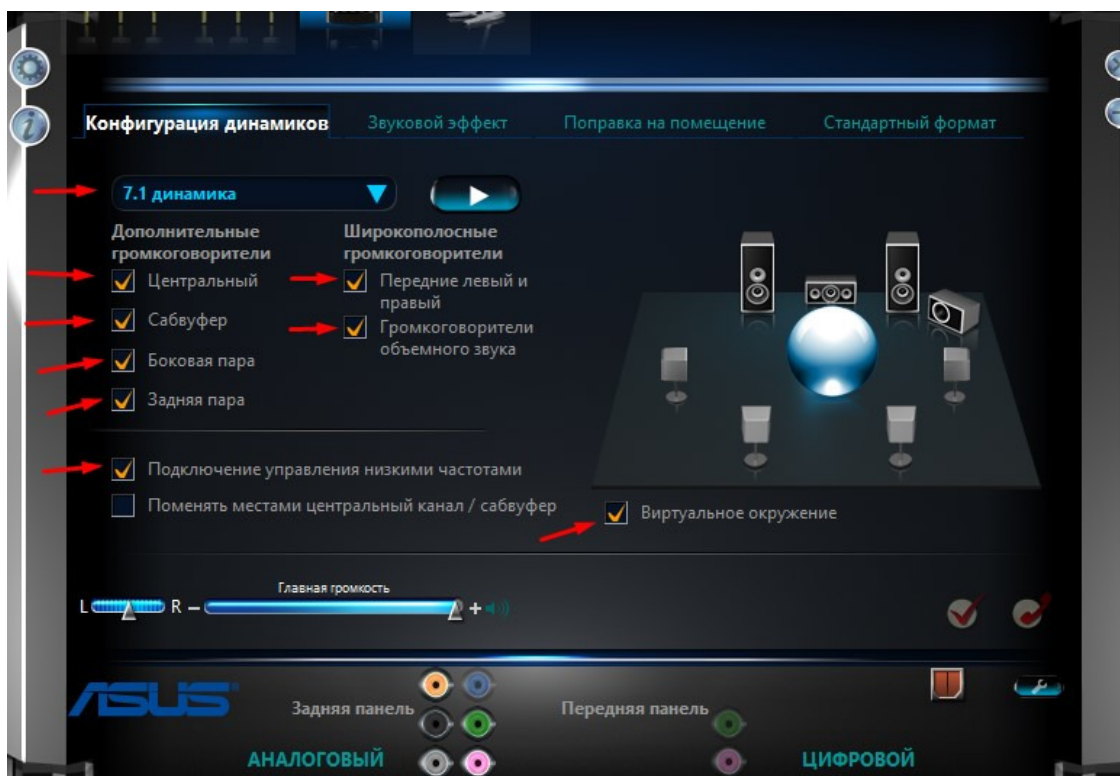 Конфигурация динамиков
Звуковой эффект
Поправка на помещение
Стандартный формат
7.1 динамика
Дополнительные
громкоговорители
Центральный
Сабвуфер
Боковая пара
Задняя пара
Широкополосные
громкоговорители
Передние левый и
правый
Громкоговорители
объемного звука
Подключение управления низкими частотами
Поменять местами центральный канал / сабвуфер
Виртуальное окружение
Главная громкость
L R – +
ASUS
Задняя панель
Передняя панель
АНАЛОГОВЫЙ
ЦИФРОВОЙ